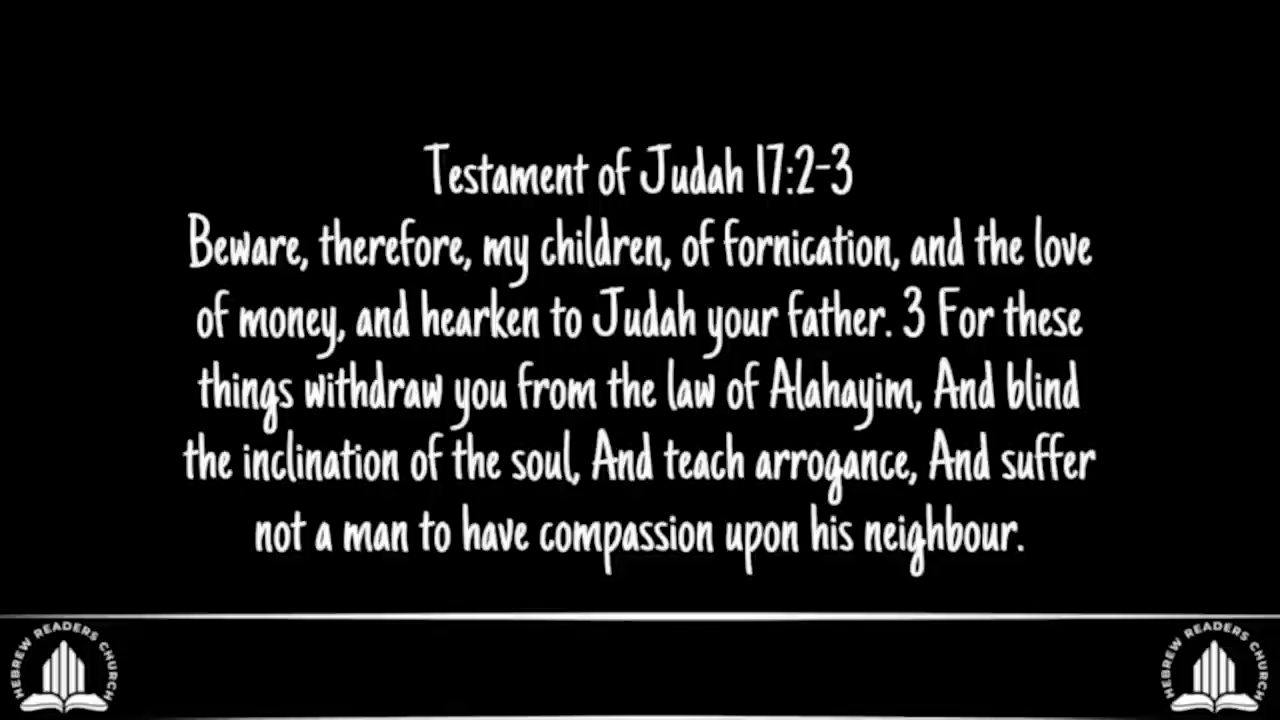 Testament of Judah 17:2-3
Beware, therefore, my children, of fornication, and the love
of money, and hearken to Judah your father. 3 For these
things withdraw you from the law of Alahayim, And blind
the inclination of the soul, And teach arrogance, And suffer
not a man to have compassion upon his neighbour.
HEBREW READERS CHURCH
HEBREW READERS CHURCH